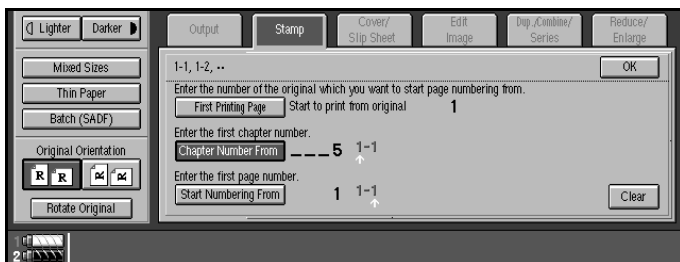 Lighter Darker
Mixed Sizes
Thin Paper
Batch (SADF)
Original Orientation
R R R R
Rotate Original
Output Stamp Cover/ Slip Sheet Edit Image Dup./Combine/ Series Reduce/ Enlarge
1-1, 1-2, ··
OK
Enter the number of the original which you want to start page numbering from.
First Printing Page Start to print from original 1
Enter the first chapter number.
Chapter Number From _ _ _ 5 1-1
Enter the first page number.
Start Numbering From 1 1-1
Clear
1
2